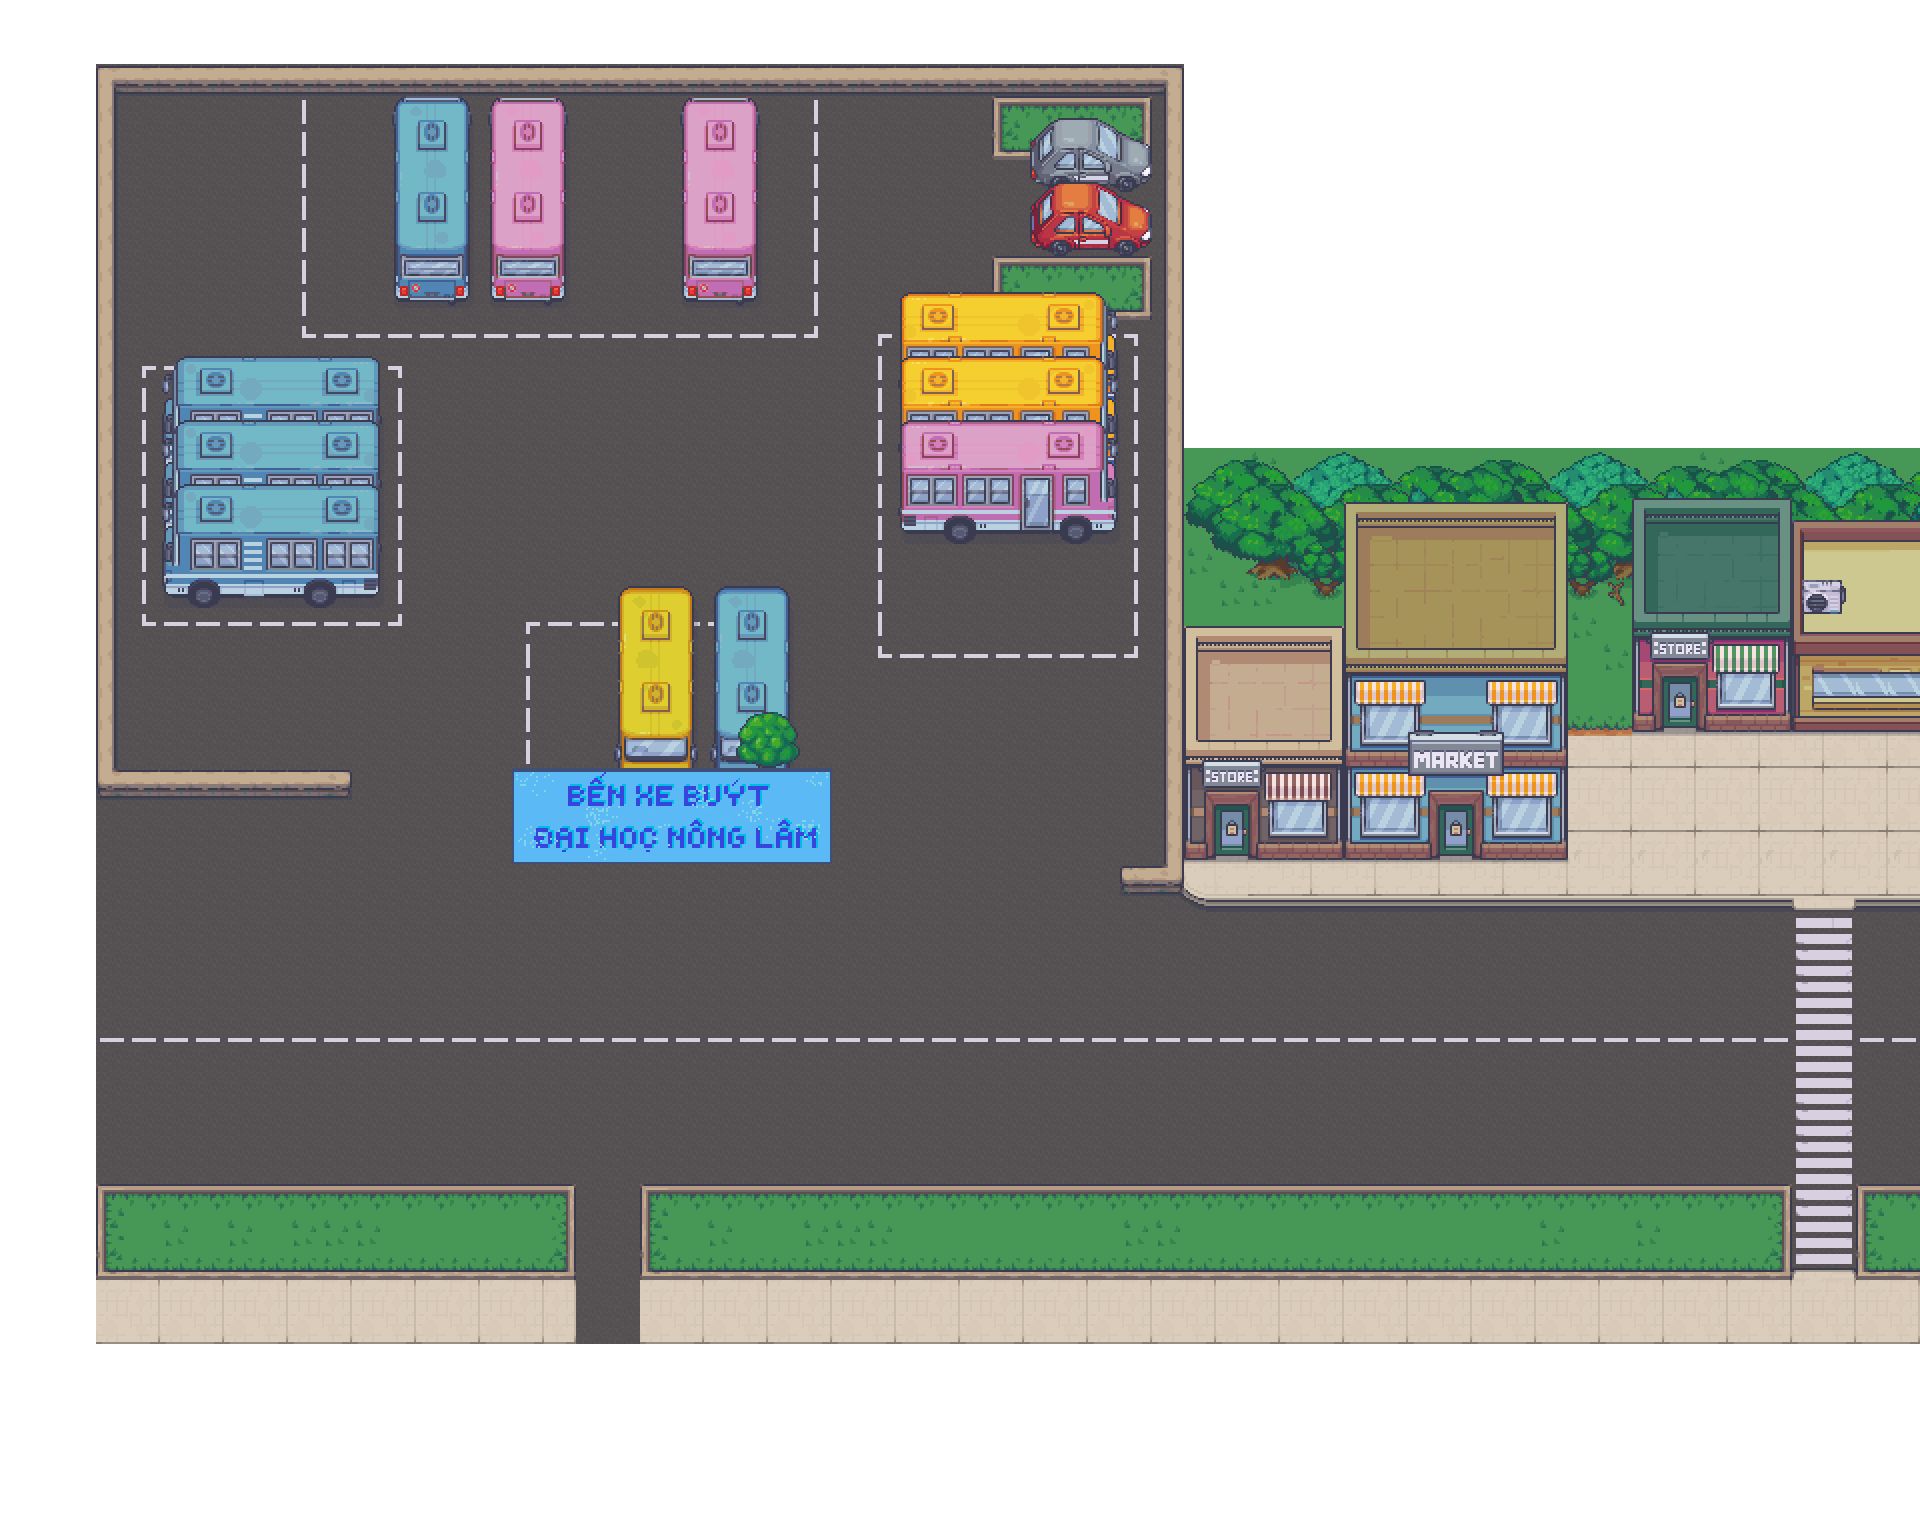 STORE
STORE
MARKET
BẾN XE BUÝT
ĐẠI HỌC NÔNG LÂM